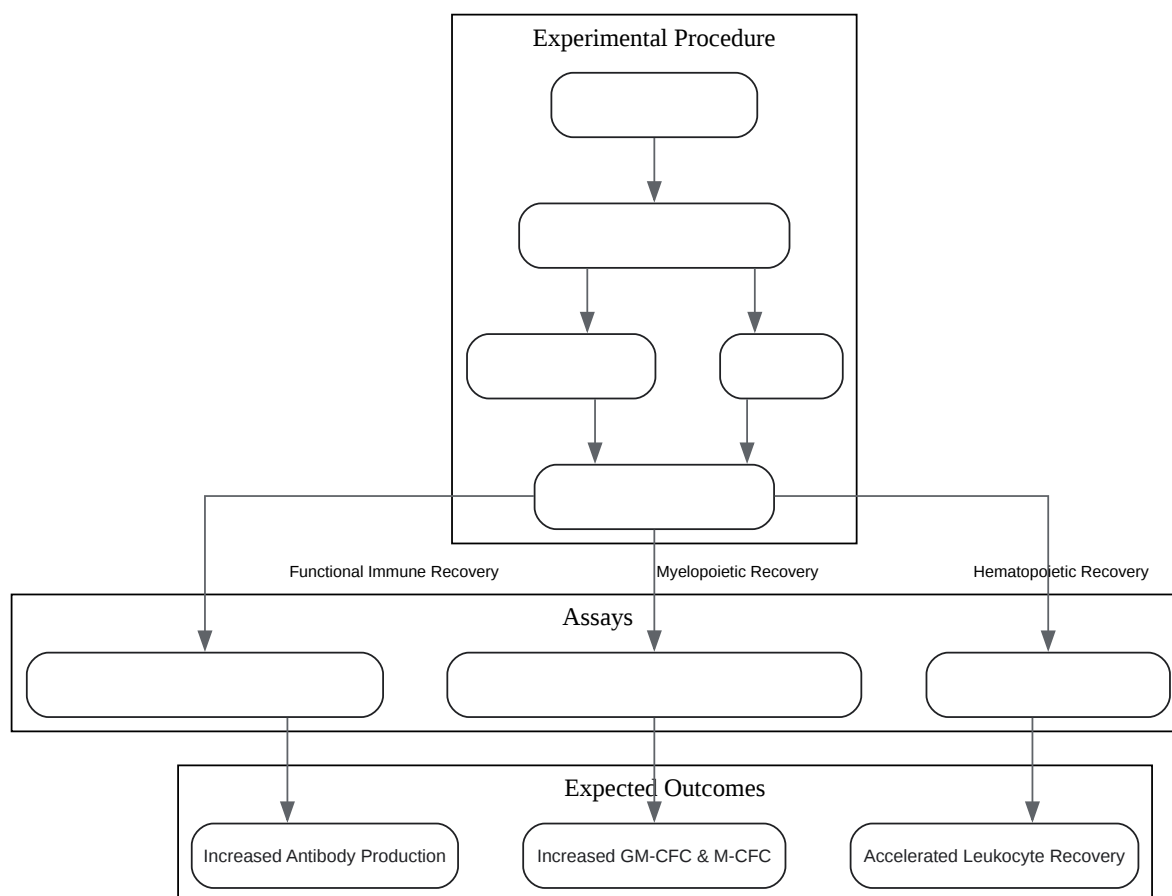 Experimental Procedure
Functional Immune Recovery
Myelopoietic Recovery
Hematopoietic Recovery
Assays
Expected Outcomes
Increased Antibody Production
Increased GM-CFC & M-CFC
Accelerated Leukocyte Recovery